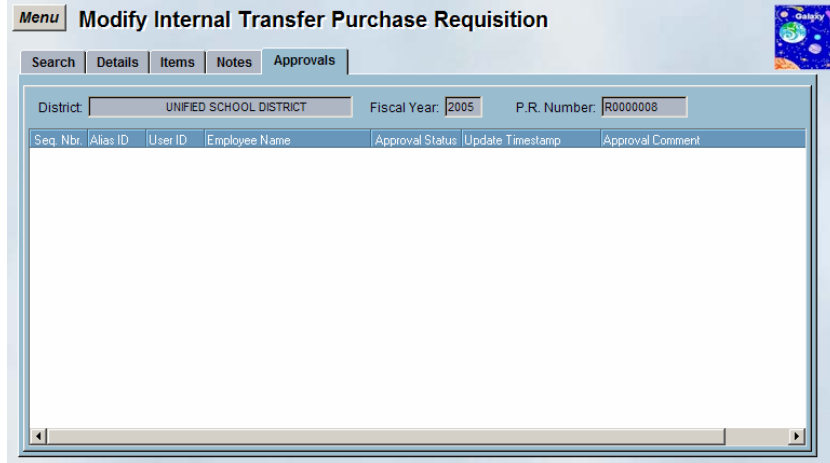 Menu Modify Internal Transfer Purchase Requisition
Galaxy
Search Details Items Notes Approvals
District: UNIFIED SCHOOL DISTRICT Fiscal Year: 2005 P.R. Number: R0000008
Seq. Nbr. Alias ID User ID Employee Name Approval Status Update Timestamp Approval Comment